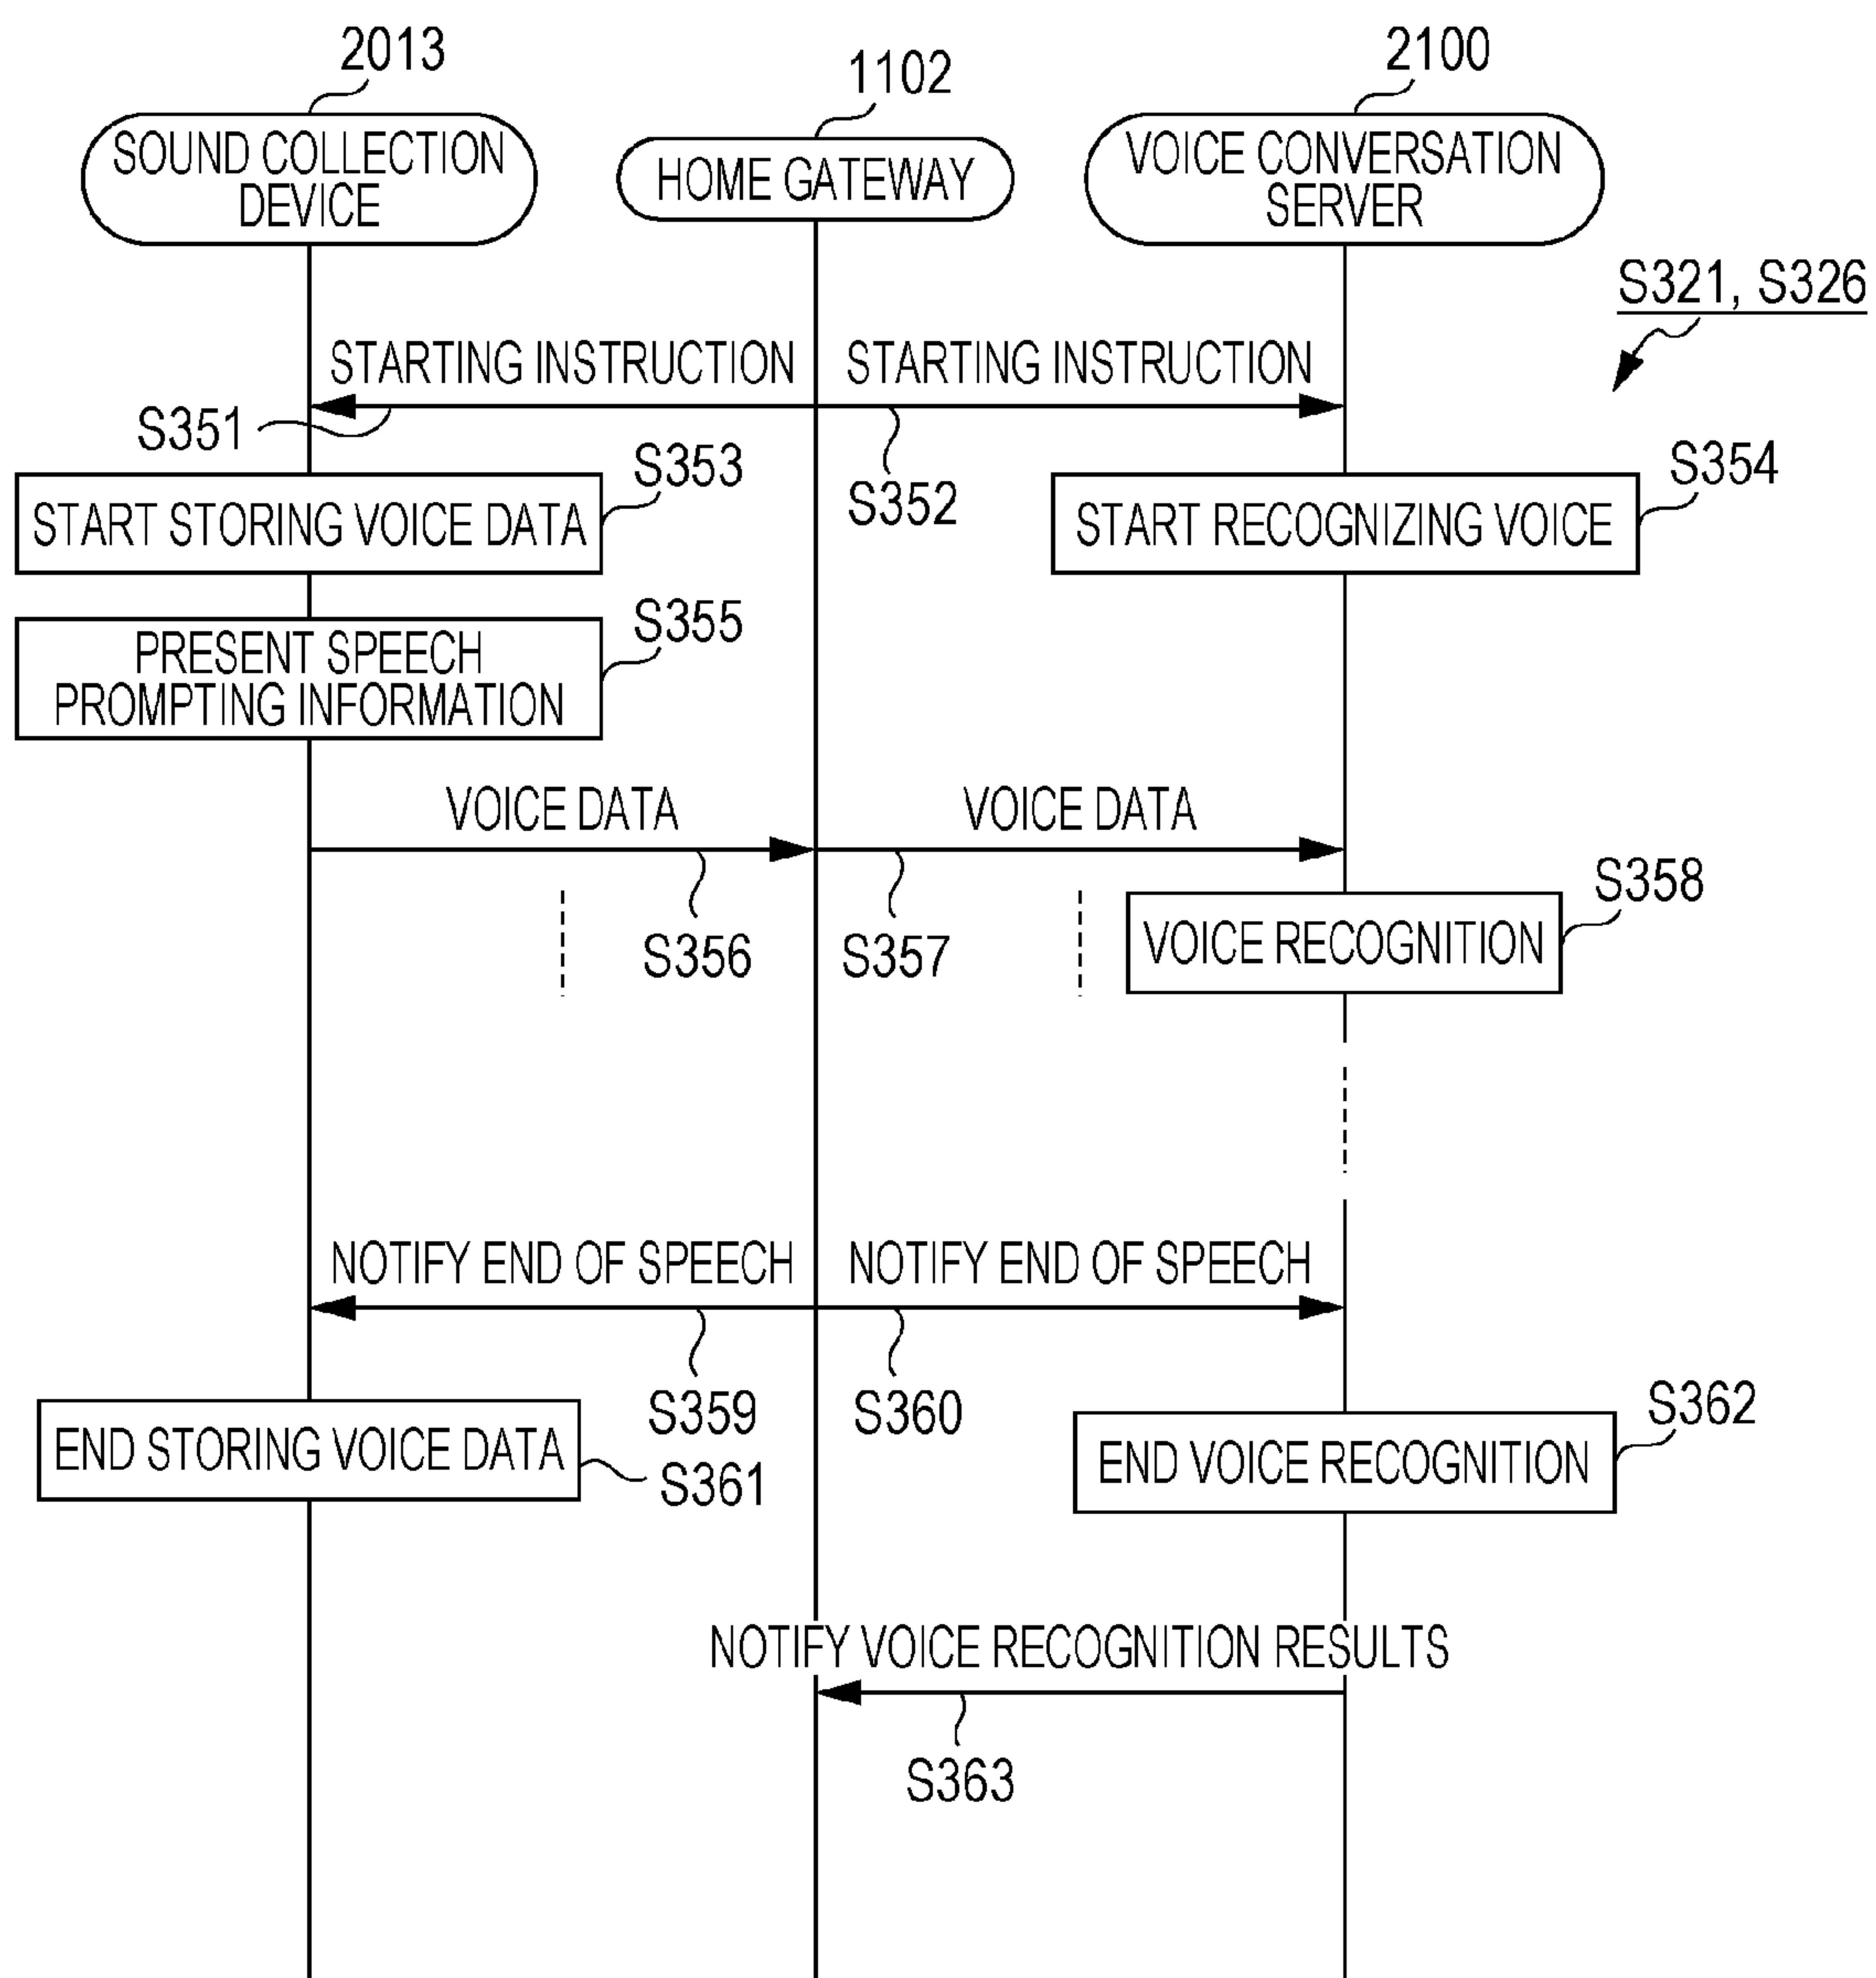 2013
1102
2100
SOUND COLLECTION
DEVICE
HOME GATEWAY
VOICE CONVERSATION
SERVER
S321, S326
STARTING INSTRUCTION
STARTING INSTRUCTION
S351
S352
START STORING VOICE DATA
S353
START RECOGNIZING VOICE
S354
PRESENT SPEECH
PROMPTING INFORMATION
S355
VOICE DATA
VOICE DATA
S356
S357
VOICE RECOGNITION
S358
NOTIFY END OF SPEECH
NOTIFY END OF SPEECH
S359
S360
END STORING VOICE DATA
S361
END VOICE RECOGNITION
S362
NOTIFY VOICE RECOGNITION RESULTS
S363